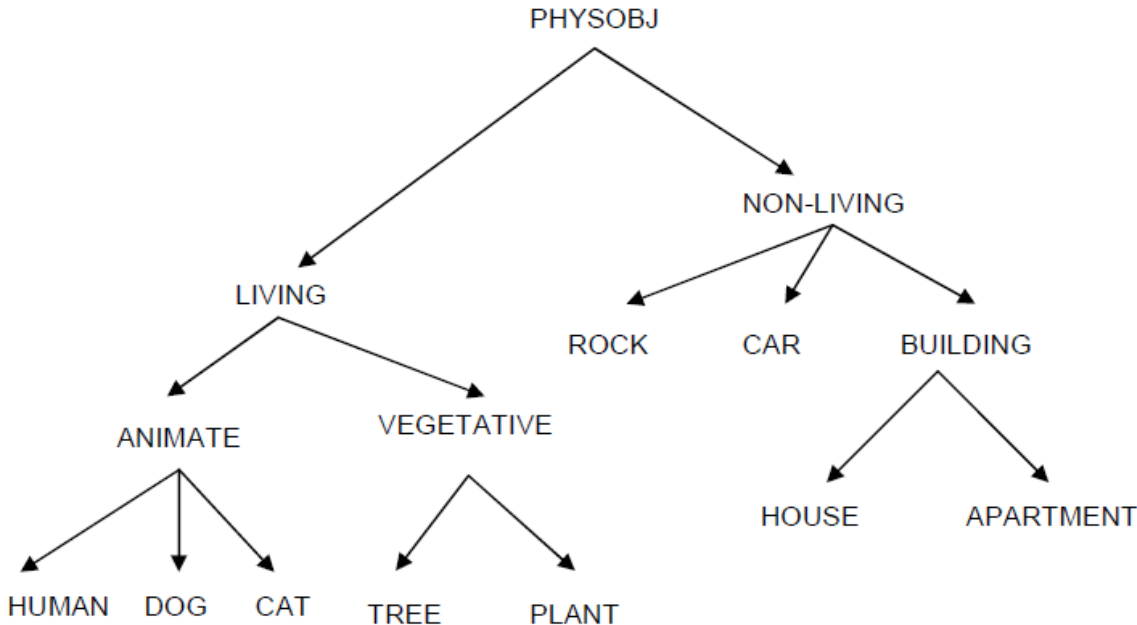 PHYSOBJ
NON-LIVING
LIVING
ROCK CAR BUILDING
ANIMATE VEGETATIVE
HOUSE APARTMENT
HUMAN DOG CAT TREE PLANT